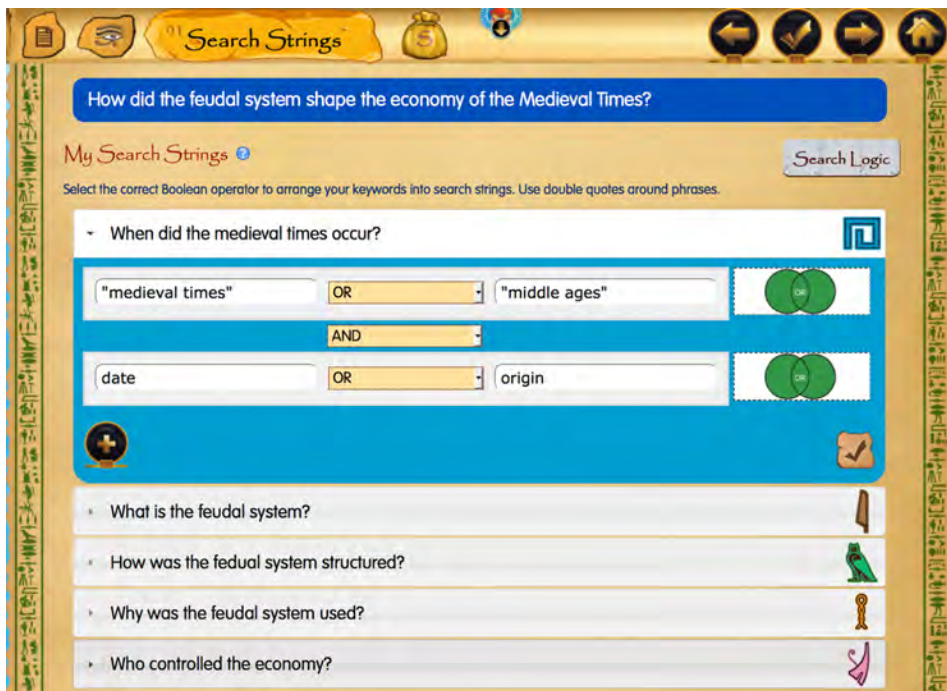 Search Strings
S
How did the feudal system shape the economy of the Medieval Times?
My Search Strings ?
Search Logic
Select the correct Boolean operator to arrange your keywords into search strings. Use double quotes around phrases.
When did the medieval times occur?
"medieval times" OR "middle ages" OR
AND
date OR origin OR
What is the feudal system?
How was the fedual system structured?
Why was the feudal system used?
Who controlled the economy?